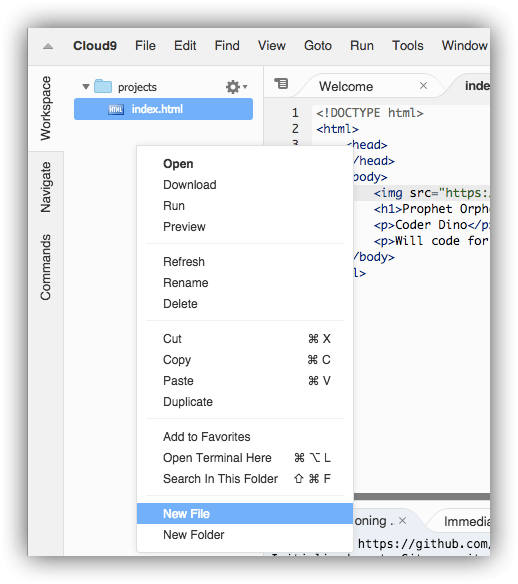 Cloud9 File Edit Find View Goto Run Tools Window
Workspace
Navigate
Commands
projects
HTML index.html
Welcome
inde
1 <!DOCTYPE html>
2 <html>
3 <head>
/head>
body>
<img src="https:
<h1>Prophet Orph
<p>Coder Dino</p
<p>Will code for
/body>
l>
Open
Download
Run
Preview
Refresh
Rename
Delete
Cut ⌘ X
Copy ⌘ C
Paste ⌘ V
Duplicate
Add to Favorites
Open Terminal Here ⌘ ⌥ L
Search In This Folder ⇧ ⌘ F
New File
New Folder
oning .
Immedia
https://github.com/